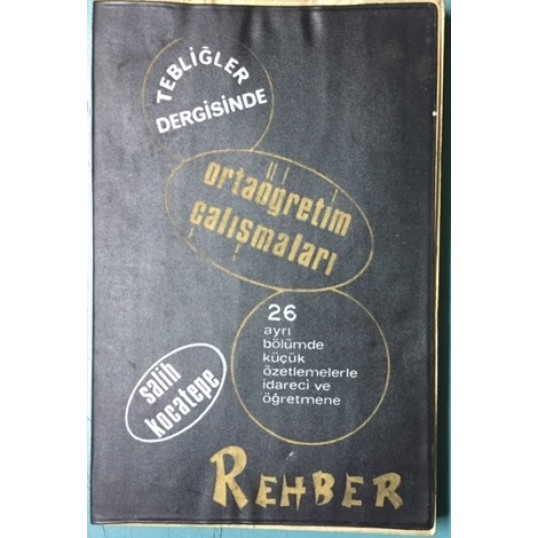 TEBLİĞLER
DERGİSİNDE
ortaöğretim
çalışmaları
26
ayrı
bölümde
küçük
özetlemelerle
idareci ve
öğretmene
salih
kocatepe
REHBER